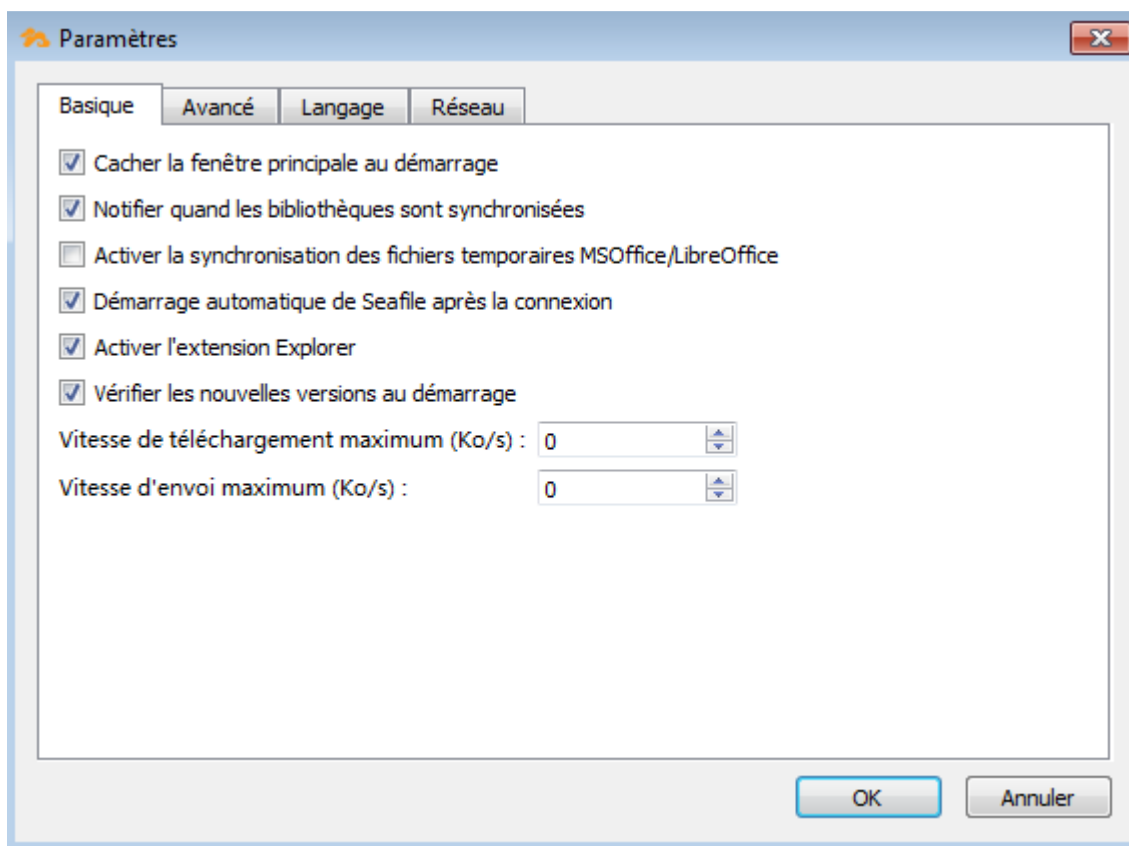 Paramètres
Basique Avancé Langage Réseau
Cacher la fenêtre principale au démarrage
Notifier quand les bibliothèques sont synchronisées
Activer la synchronisation des fichiers temporaires MSOffice/LibreOffice
Démarrage automatique de Seafile après la connexion
Activer l'extension Explorer
Vérifier les nouvelles versions au démarrage
Vitesse de téléchargement maximum (Ko/s) : 0
Vitesse d'envoi maximum (Ko/s) : 0
OK Annuler